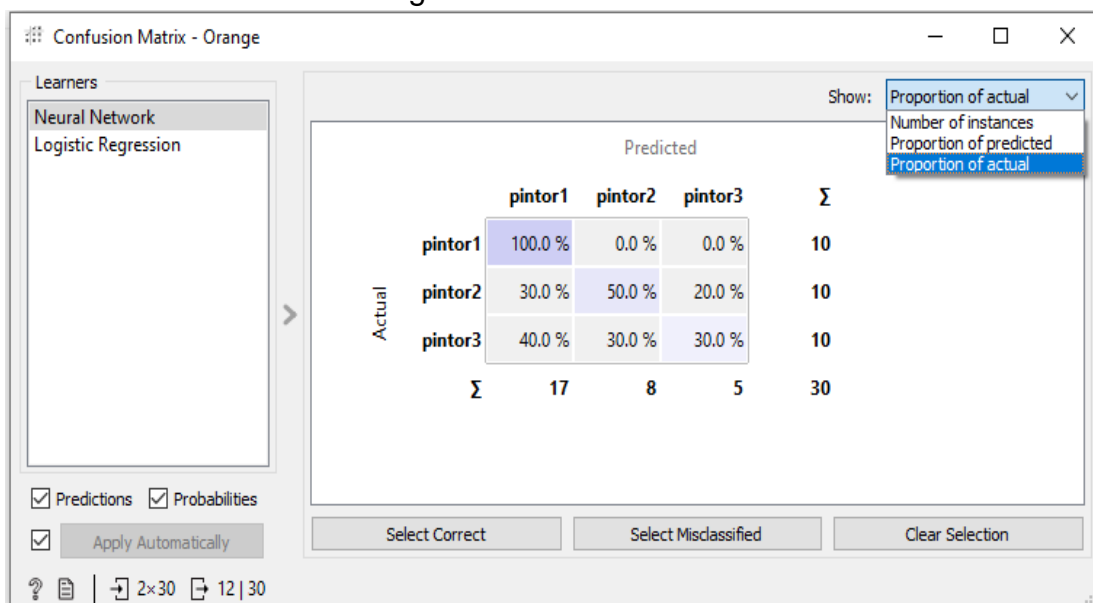 Confusion Matrix - Orange
Learners
Neural Network
Logistic Regression
Show: Proportion of actual
Number of instances
Proportion of predicted
Proportion of actual
Predicted
pintor1 pintor2 pintor3 Σ
Actual
pintor1 100.0 % 0.0 % 0.0 % 10
pintor2 30.0 % 50.0 % 20.0 % 10
pintor3 40.0 % 30.0 % 30.0 % 10
Σ 17 8 5 30
Predictions Probabilities
Apply Automatically
Select Correct Select Misclassified Clear Selection
? 2×30 12 | 30